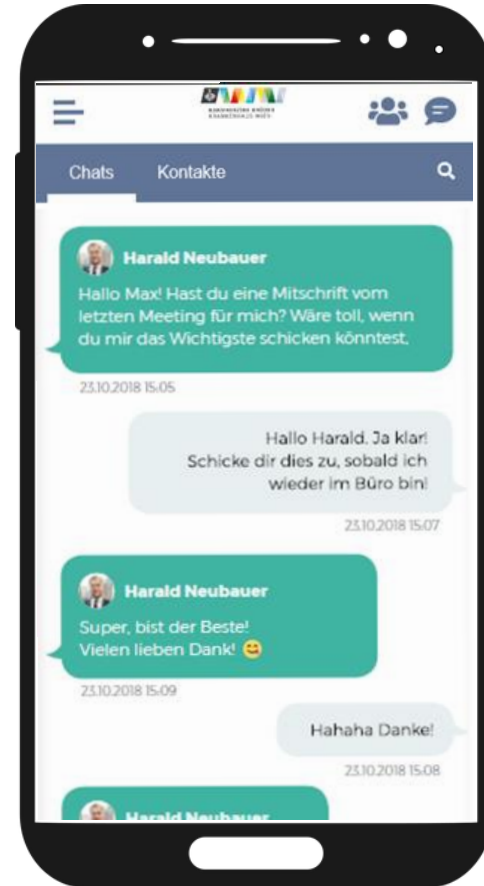 Chats Kontakte
Harald Neubauer
Hallo Max! Hast du eine Mitschrift vom
letzten Meeting für mich? Wäre toll, wenn
du mir das Wichtigste schicken könntest.
23.10.2018 15:05
Hallo Harald. Ja klar!
Schicke dir dies zu, sobald ich
wieder im Büro bin!
23.10.2018 15:07
Harald Neubauer
Super, bist der Beste!
Vielen lieben Dank! 😄
23.10.2018 15:09
Hahaha Danke!
23.10.2018 15:08
Harald Neubauer